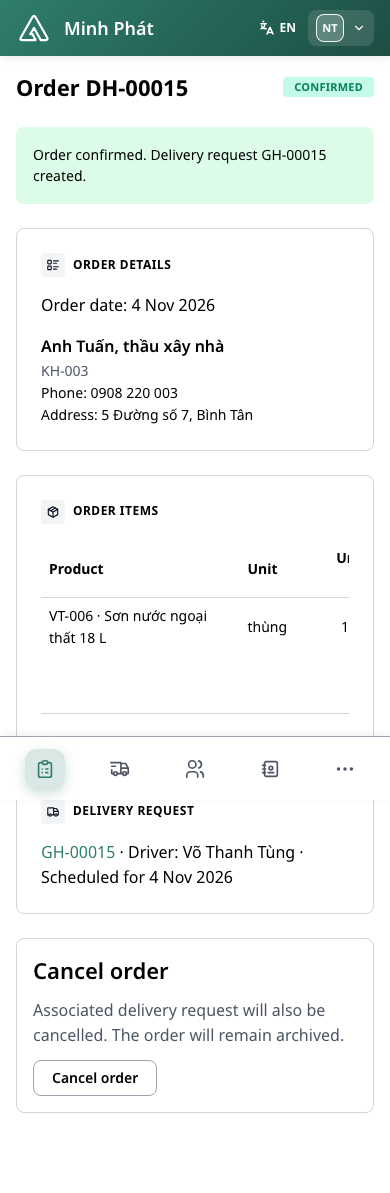 Minh Phát
EN
NT
Order DH-00015
CONFIRMED
Order confirmed. Delivery request GH-00015
created.
ORDER DETAILS
Order date: 4 Nov 2026
Anh Tuấn, thầu xây nhà
KH-003
Phone: 0908 220 003
Address: 5 Đường số 7, Bình Tân
ORDER ITEMS
Product Unit
VT-006 · Sơn nước ngoại thùng 1
thất 18 L
DELIVERY REQUEST
GH-00015 · Driver: Võ Thanh Tùng ·
Scheduled for 4 Nov 2026
Cancel order
Associated delivery request will also be
cancelled. The order will remain archived.
Cancel order